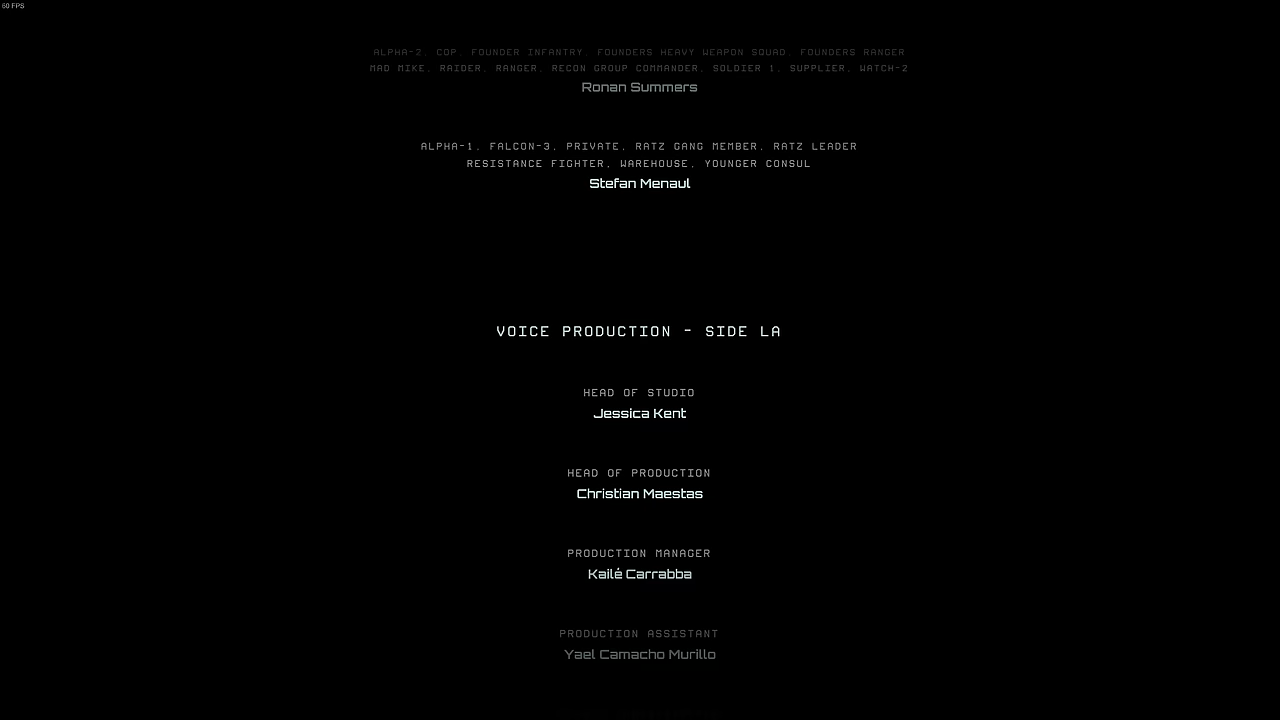 60 FPS
ALPHA-2, COP, FOUNDER INFANTRY, FOUNDERS HEAVY WEAPON SQUAD, FOUNDERS RANGER
MAD MIKE, RAIDER, RANGER, RECON GROUP COMMANDER, SOLDIER 1, SUPPLIER, WATCH-2
Ronan Summers
ALPHA-1, FALCON-3, PRIVATE, RATZ GANG MEMBER, RATZ LEADER
RESISTANCE FIGHTER, WAREHOUSE, YOUNGER CONSUL
Stefan Menaul
VOICE PRODUCTION - SIDE LA
HEAD OF STUDIO
Jessica Kent
HEAD OF PRODUCTION
Christian Maestas
PRODUCTION MANAGER
Kailé Carrabba
PRODUCTION ASSISTANT
Yael Camacho Murillo